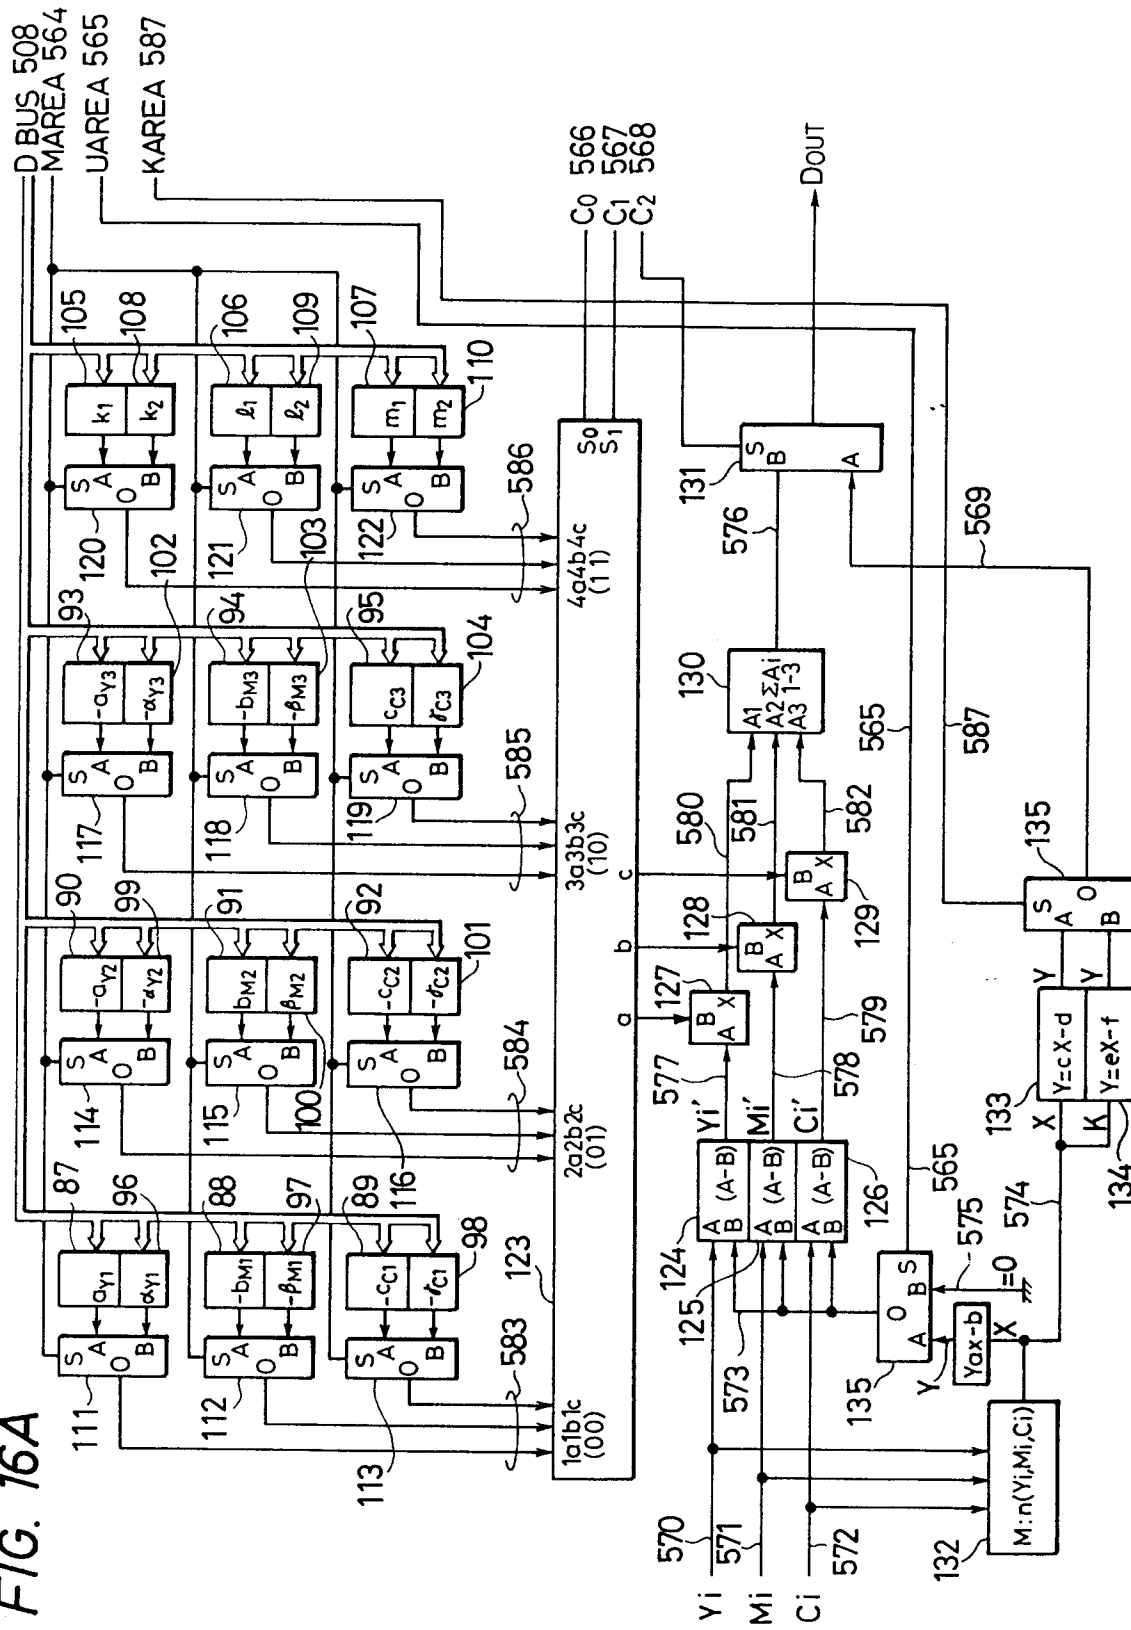 FIG. 16A
D BUS 508
MAREA 564
UAREA 565
KAREA 587
87
aY1
αY1
96
S
A
O
B
111
88
-bM1
-βM1
97
S
A
O
B
112
89
-cC1
-γC1
98
S
A
O
B
113
583
90
-aY2
-αY2
99
S
A
O
B
114
91
bM2
βM2
100
S
A
O
B
115
92
-cC2
-γC2
101
S
A
O
B
116
584
93
-aY3
-αY3
102
S
A
O
B
117
94
-bM3
-βM3
103
S
A
O
B
118
95
cC3
γC3
104
S
A
O
B
119
585
105
k1
k2
108
S
A
O
B
120
106
ℓ1
ℓ2
109
S
A
O
B
121
107
m1
m2
110
S
A
O
B
122
586
123
1a1b1c
(00)
2a2b2c
(01)
3a3b3c
(10)
4a4b4c
(11)
S0
S1
a
b
c
C0 566
C1 567
C2 568
Yi
570
Mi
571
Ci
572
124
A
B
(A-B)
125
A
B
(A-B)
126
A
B
(A-B)
573
Yi'
577
Mi'
578
Ci'
579
127
B
A
X
128
B
A
X
129
B
A
X
580
581
582
130
A1
A2
A3
ΣAi
1-3
576
131
S
B
A
DOUT
569
132
M:n(Yi,Mi,Ci)
X
Yax-b
Y
135
A
O
B
S
575
=0
565
565
587
574
X
K
133
Y=cX-d
134
Y=eX-f
Y
Y
135
S
A
O
B